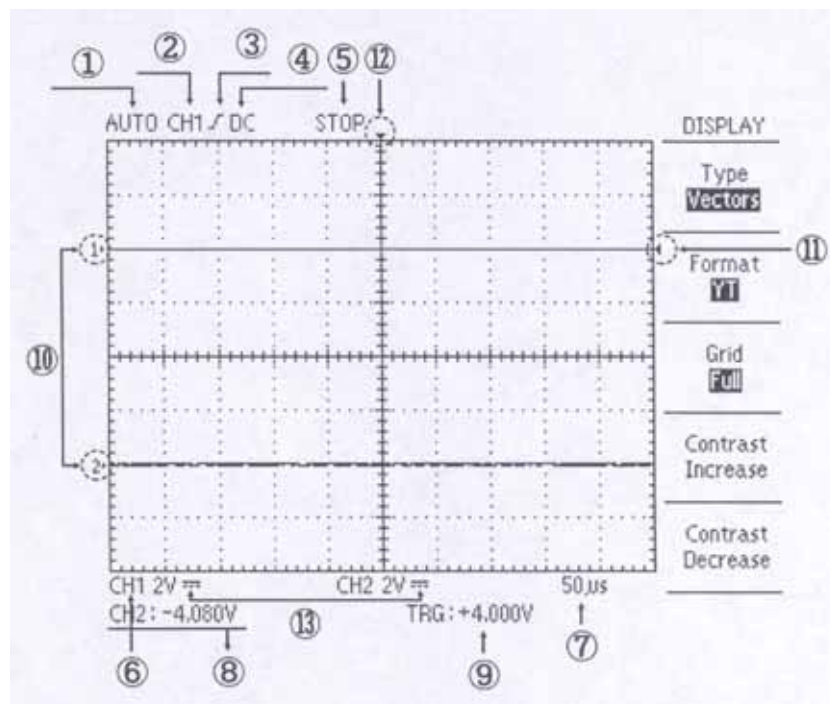 ① ② ③ ④ ⑤ ⑫
AUTO CH1 DC STOP
DISPLAY
Type
Vectors
1
⑪
Format
YT
⑩
Grid
Full
Contrast
Increase
2
Contrast
Decrease
CH1 2V CH2 2V 50µs
CH2:-4.080V ⑬ TRG:+4.000V
⑥ ⑧ ⑨ ⑦